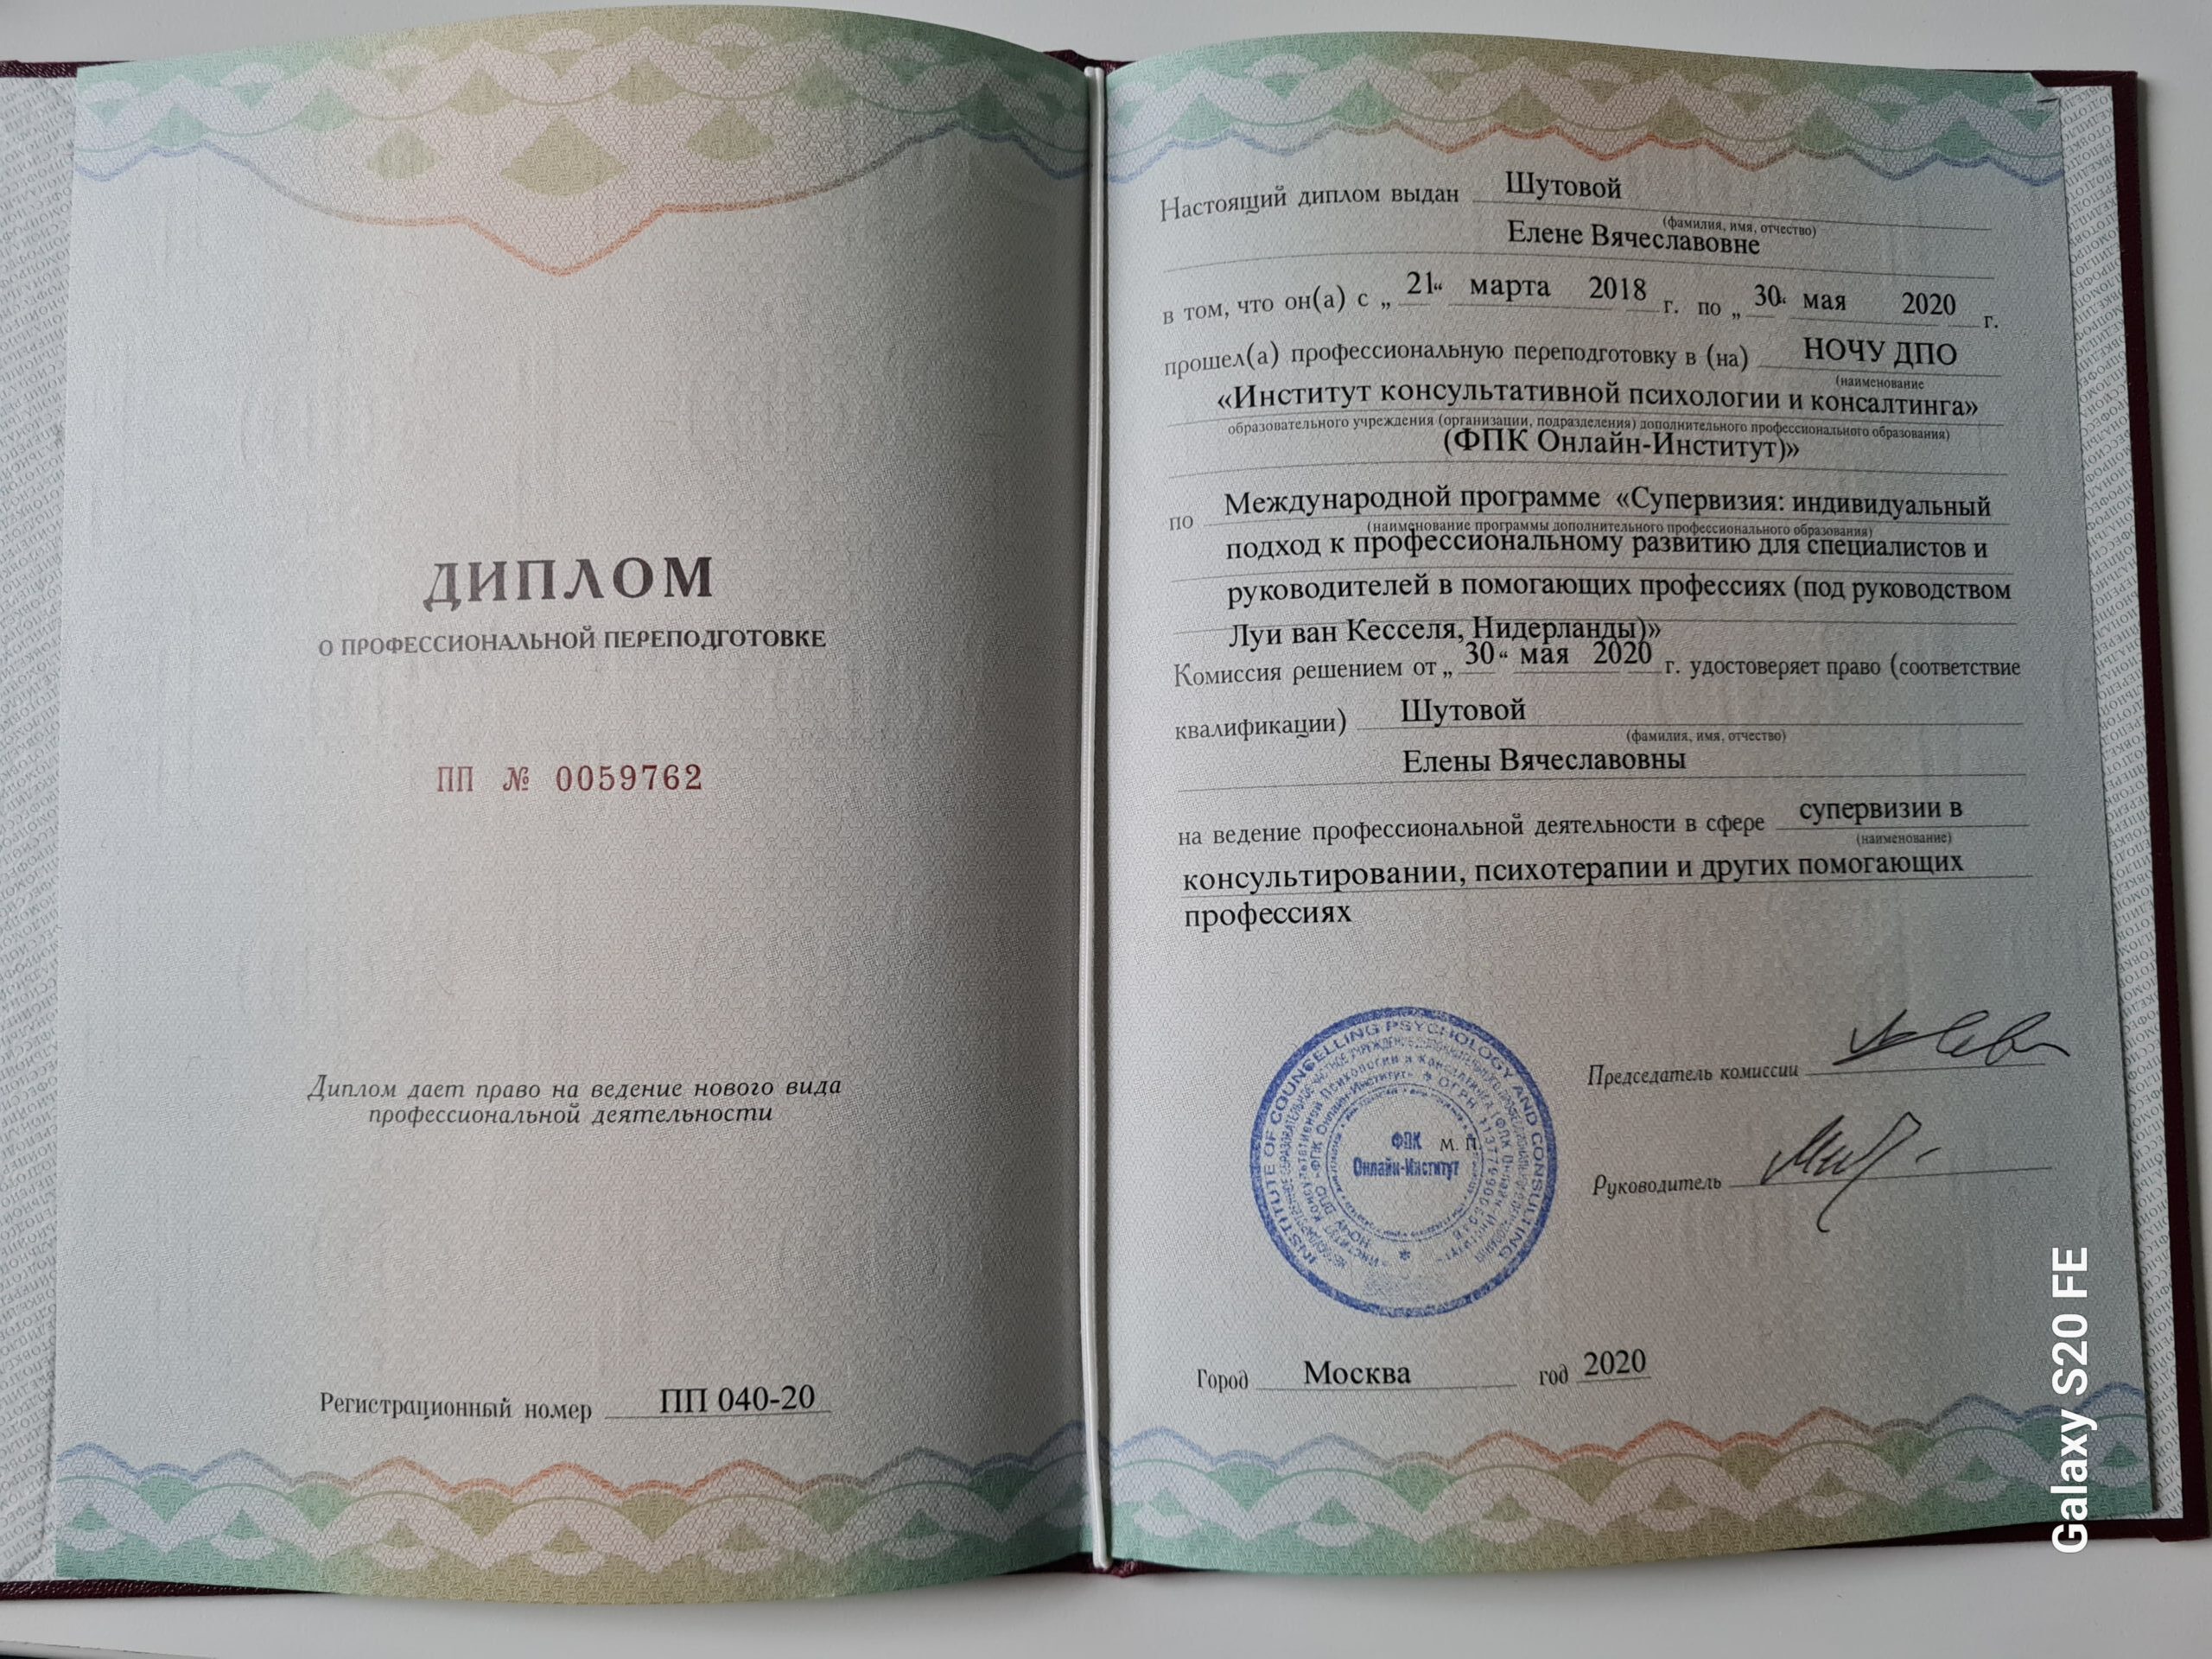 ДИПЛОМ
О ПРОФЕССИОНАЛЬНОЙ ПЕРЕПОДГОТОВКЕ
ПП № 0059762
Диплом дает право на ведение нового вида
профессиональной деятельности
Регистрационный номер ПП 040-20
Настоящий диплом выдан Шутовой
(фамилия, имя, отчество)
Елене Вячеславовне
в том, что он(а) с „ 21“ марта 2018 г. по „ 30“ мая 2020 г.
прошел(а) профессиональную переподготовку в (на) НОЧУ ДПО
(наименование
«Институт консультативной психологии и консалтинга»
образовательного учреждения (организации, подразделения) дополнительного профессионального образования)
(ФПК Онлайн-Институт)»
по Международной программе «Супервизия: индивидуальный
(наименование программы дополнительного профессионального образования)
подход к профессиональному развитию для специалистов и
руководителей в помогающих профессиях (под руководством
Луи ван Кесселя, Нидерланды)»
Комиссия решением от „ 30 “ мая 2020 г. удостоверяет право (соответствие
квалификации) Шутовой
(фамилия, имя, отчество)
Елены Вячеславовны
на ведение профессиональной деятельности в сфере супервизии в
(наименование)
консультировании, психотерапии и других помогающих
профессиях
INSTITUTE OF COUNSELLING PSYCHOLOGY AND CONSULTING
ФПК
Онлайн-Институт
М. П.
Председатель комиссии
Руководитель
Город Москва год 2020
Galaxy S20 FE